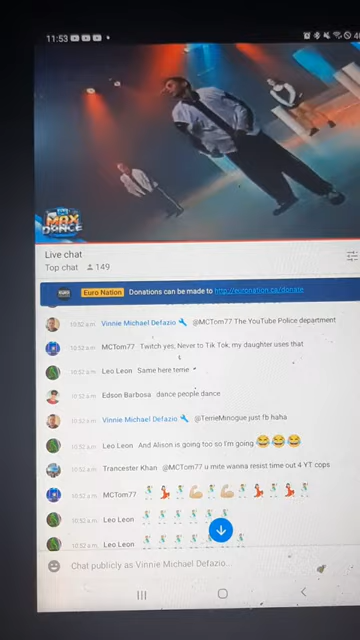 11:53
MAX
DANCE
Live chat
Top chat 149
Euro Nation Donations can be made to http://euronation.ca/donate
10:52 a.m. Vinnie Michael Defazio @MCTom77 The YouTube Police department
10:52 a.m. MCTom77 Twitch yes, Never to Tik Tok, my daughter uses that
10:52 a.m. Leo Leon Same here terrie
10:52 a.m. Edson Barbosa dance people dance
10:52 a.m. Vinnie Michael Defazio @TerrieMinogue just fb haha
10:52 a.m. Leo Leon And Alison is going too so I'm going 😂😂😂
10:52 a.m. Trancester Khan @MCTom77 u mite wanna resist time out 4 YT cops
10:52 a.m. MCTom77
10:52 a.m. Leo Leon
10:52 a.m. Leo Leon
Chat publicly as Vinnie Michael Defazio...